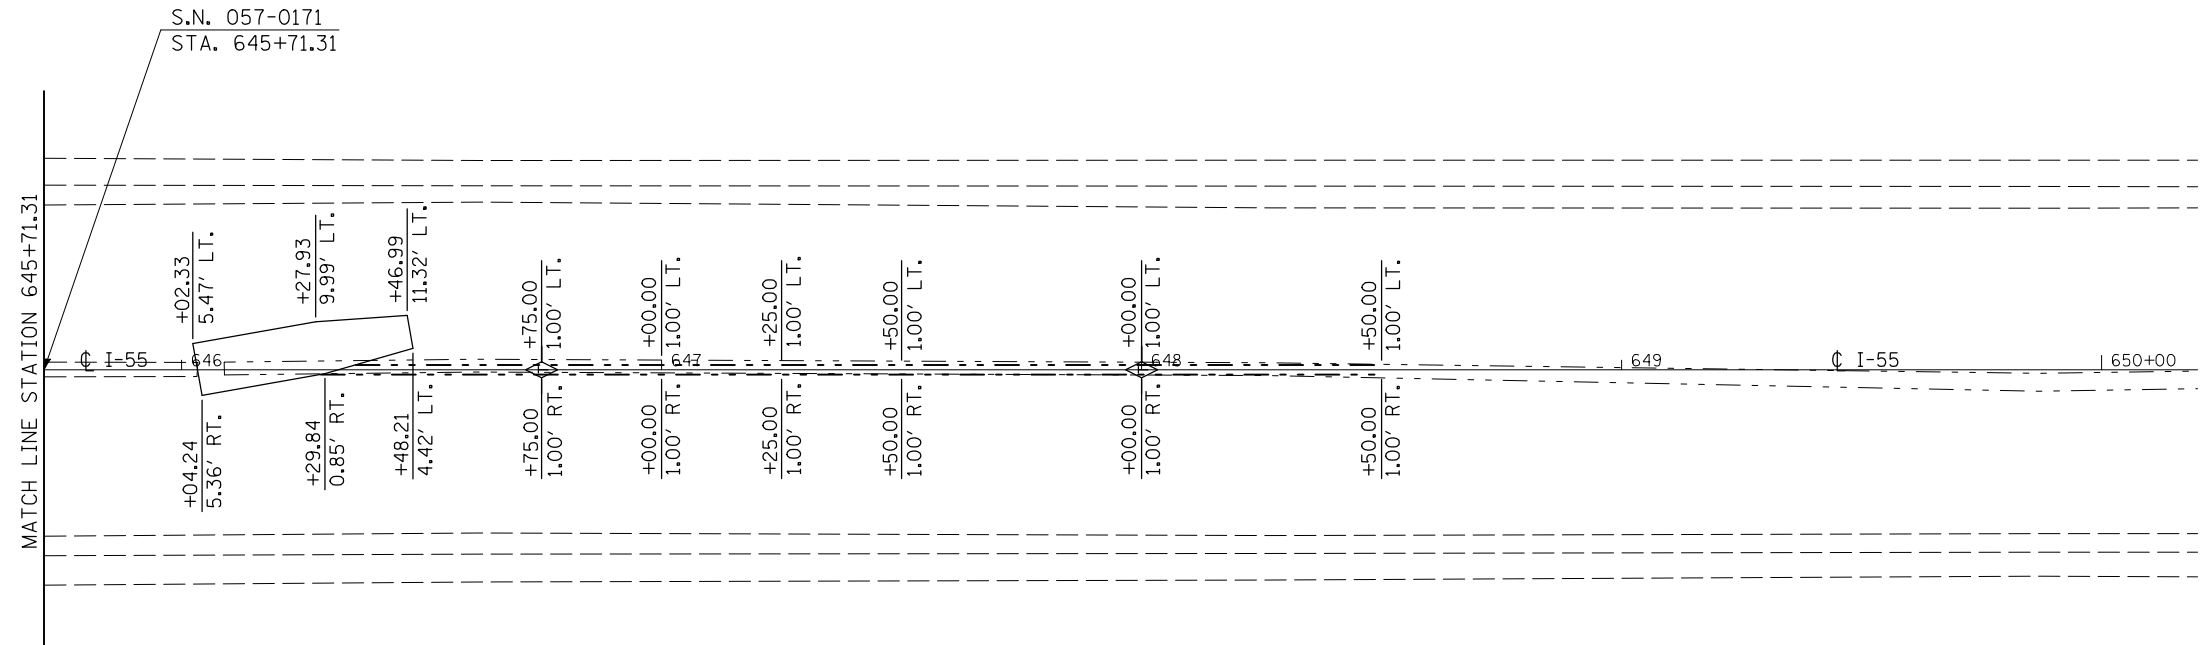 S.N. 057-0171
STA. 645+71.31
MATCH LINE STATION 645+71.31
+02.33
5.47' LT.
+27.93
9.99' LT.
+46.99
11.32' LT.
+75.00
1.00' LT.
+00.00
1.00' LT.
+25.00
1.00' LT.
+50.00
1.00' LT.
+00.00
1.00' LT.
+50.00
1.00' LT.
℄ I-55
646
647
648
649
℄ I-55
650+00
+04.24
5.36' RT.
+29.84
0.85' RT.
+48.21
4.42' LT.
+75.00
1.00' RT.
+00.00
1.00' RT.
+25.00
1.00' RT.
+50.00
1.00' RT.
+00.00
1.00' RT.
+50.00
1.00' RT.